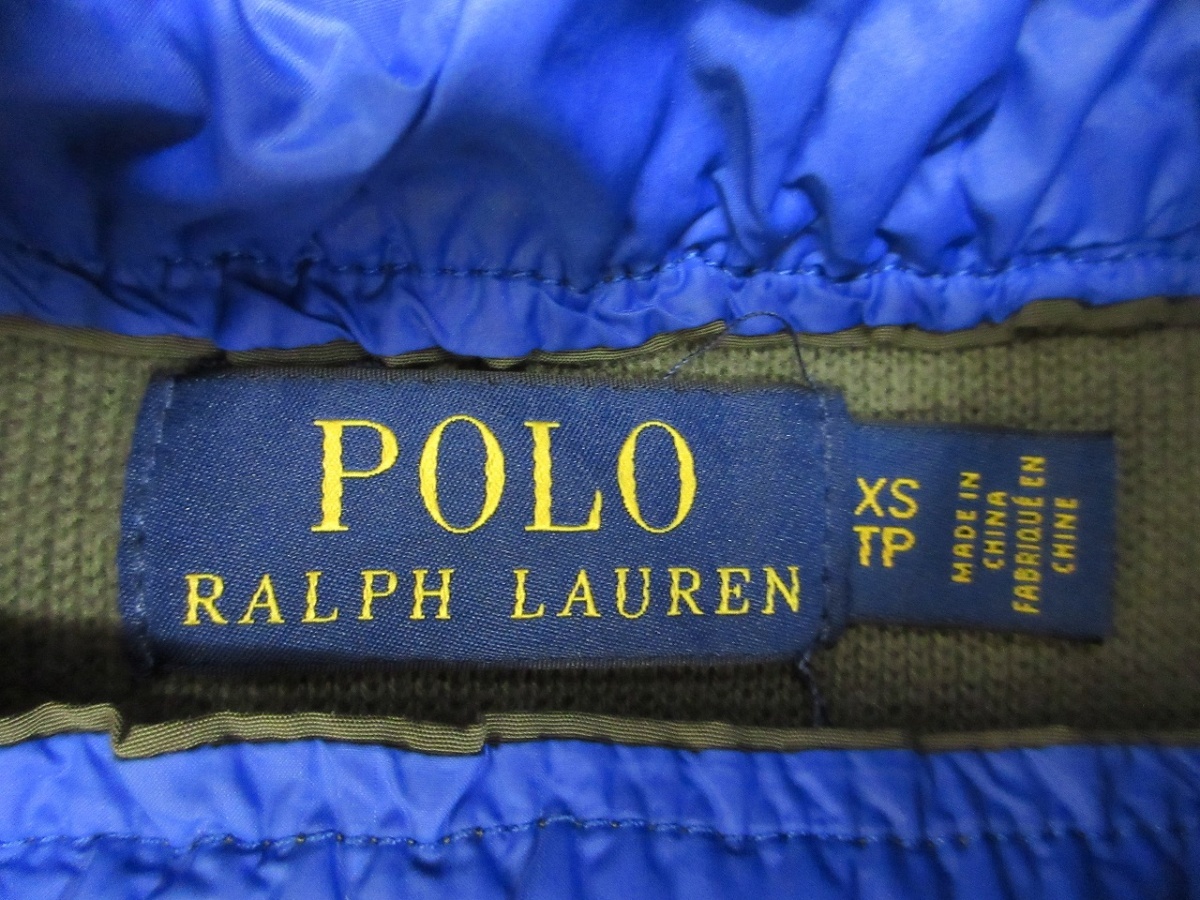 POLO
RALPH LAUREN
XS
TP
MADE IN
CHINA
FABRIQUÉ EN
CHINE